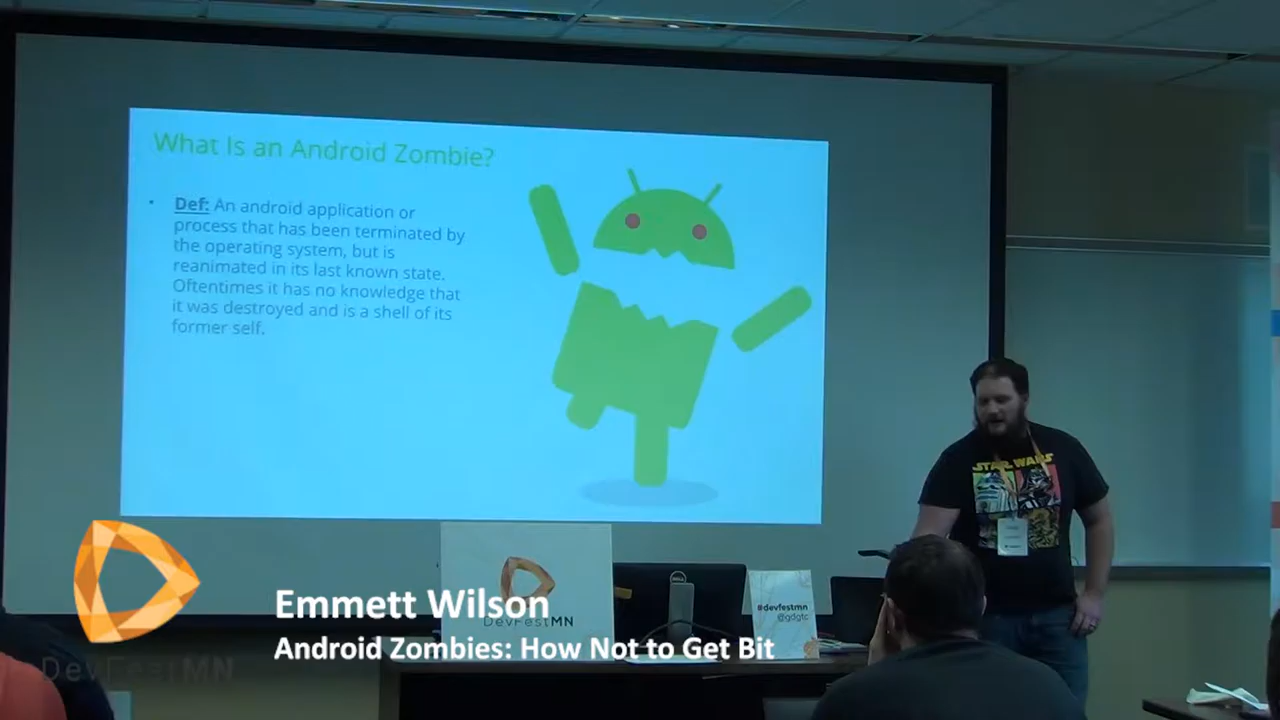 What Is an Android Zombie?
• Def: An android application or
process that has been terminated by
the operating system, but is
reanimated in its last known state.
Oftentimes it has no knowledge that
it was destroyed and is a shell of its
former self.
STAR WARS
DELL
DevFestMN
#devfestmn
@gdgtc
Emmett Wilson
Android Zombies: How Not to Get Bit
DevFestMN